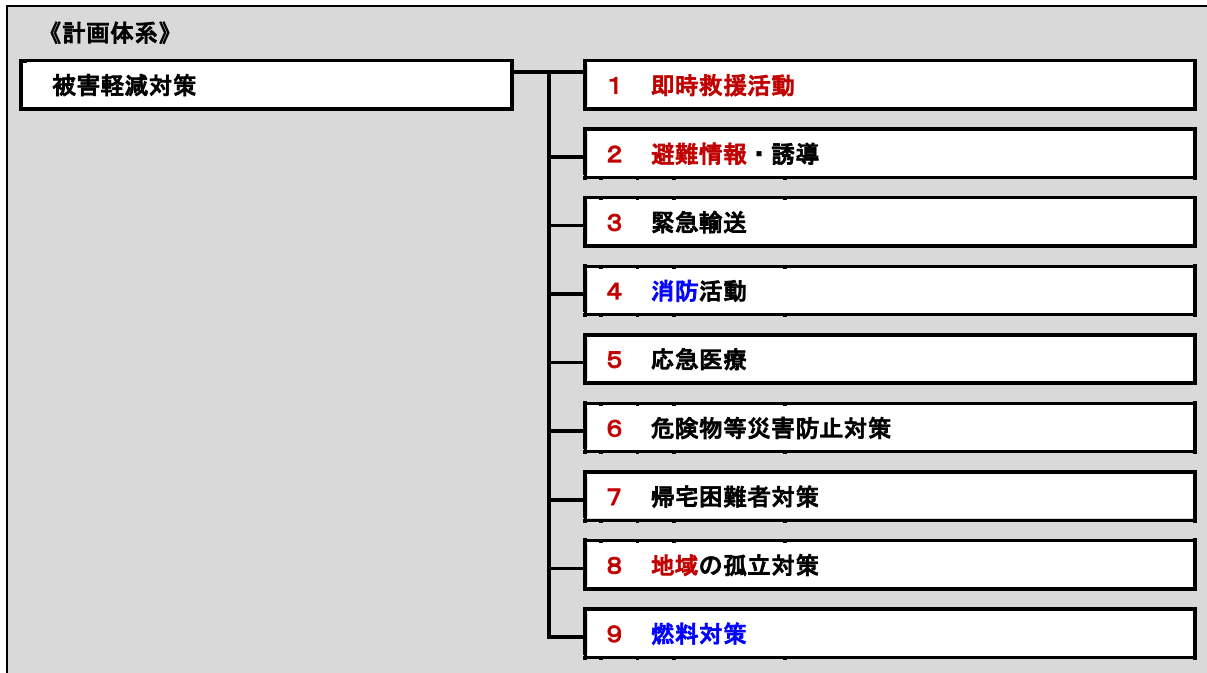 《計画体系》
被害軽減対策
1 即時救援活動
2 避難情報・誘導
3 緊急輸送
4 消防活動
5 応急医療
6 危険物等災害防止対策
7 帰宅困難者対策
8 地域の孤立対策
9 燃料対策